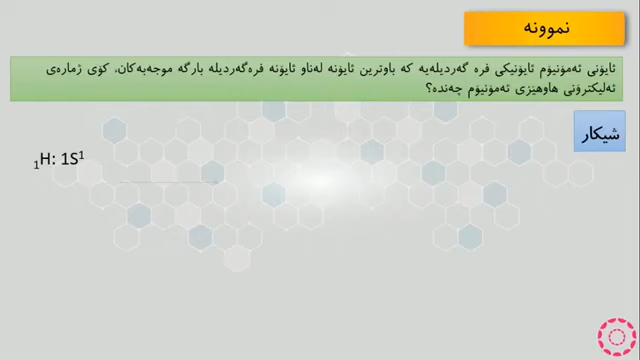 نموونە
ئایۆنی ئەمۆنیۆم ئایۆنیکی فرە گەردیلەیە کە باوترین ئایۆنە لەناو ئایۆنە فرەگەردیلە بارگە موجەبەکان، کۆی ژمارەی
ئەلیکترۆنی هاوهێزی ئەمۆنیۆم چەندە؟
شیکار
₁H: 1S¹